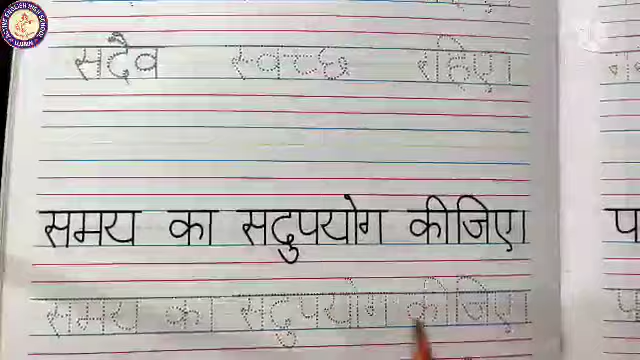 सदैव स्वच्छ रहिए।
समय का सदुपयोग कीजिए।
समय का सदुपयोग कीजिए।